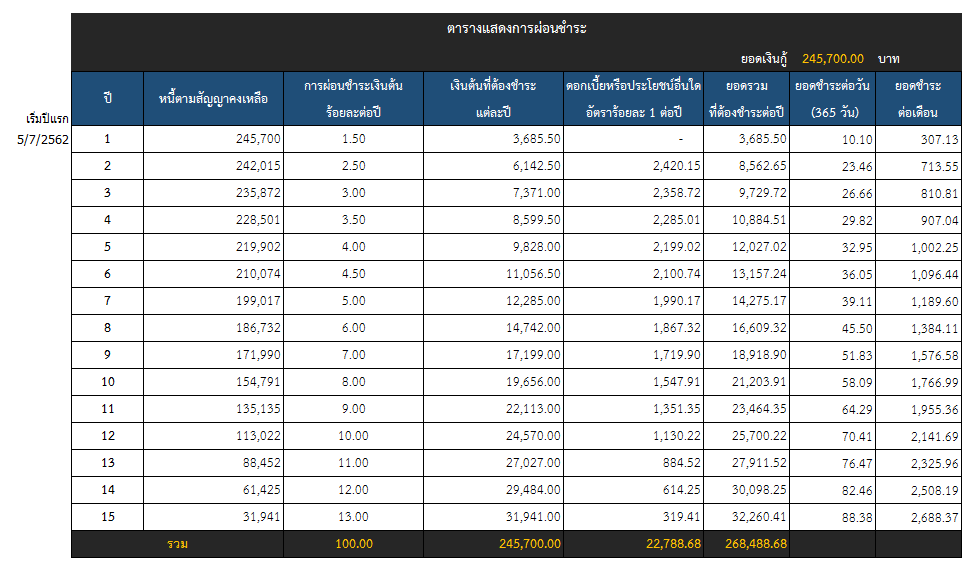 ตารางแสดงการผ่อนชำระ
ยอดเงินกู้ 245,700.00 บาท
ปี หนี้ตามสัญญาคงเหลือ การผ่อนชำระเงินต้น เงินต้นที่ต้องชำระ ดอกเบี้ยหรือประโยชน์อื่นใด ยอดรวม ยอดชำระต่อวัน ยอดชำระ
ร้อยละต่อปี แต่ละปี อัตราร้อยละ 1 ต่อปี ที่ต้องชำระต่อปี (365 วัน) ต่อเดือน
เริ่มปีแรก
5/7/2562 1 245,700 1.50 3,685.50 - 3,685.50 10.10 307.13
2 242,015 2.50 6,142.50 2,420.15 8,562.65 23.46 713.55
3 235,872 3.00 7,371.00 2,358.72 9,729.72 26.66 810.81
4 228,501 3.50 8,599.50 2,285.01 10,884.51 29.82 907.04
5 219,902 4.00 9,828.00 2,199.02 12,027.02 32.95 1,002.25
6 210,074 4.50 11,056.50 2,100.74 13,157.24 36.05 1,096.44
7 199,017 5.00 12,285.00 1,990.17 14,275.17 39.11 1,189.60
8 186,732 6.00 14,742.00 1,867.32 16,609.32 45.50 1,384.11
9 171,990 7.00 17,199.00 1,719.90 18,918.90 51.83 1,576.58
10 154,791 8.00 19,656.00 1,547.91 21,203.91 58.09 1,766.99
11 135,135 9.00 22,113.00 1,351.35 23,464.35 64.29 1,955.36
12 113,022 10.00 24,570.00 1,130.22 25,700.22 70.41 2,141.69
13 88,452 11.00 27,027.00 884.52 27,911.52 76.47 2,325.96
14 61,425 12.00 29,484.00 614.25 30,098.25 82.46 2,508.19
15 31,941 13.00 31,941.00 319.41 32,260.41 88.38 2,688.37
รวม 100.00 245,700.00 22,788.68 268,488.68